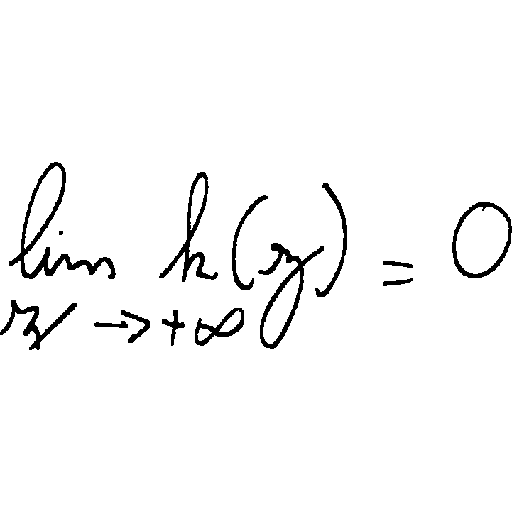 lim k(z) = 0
z → +∞